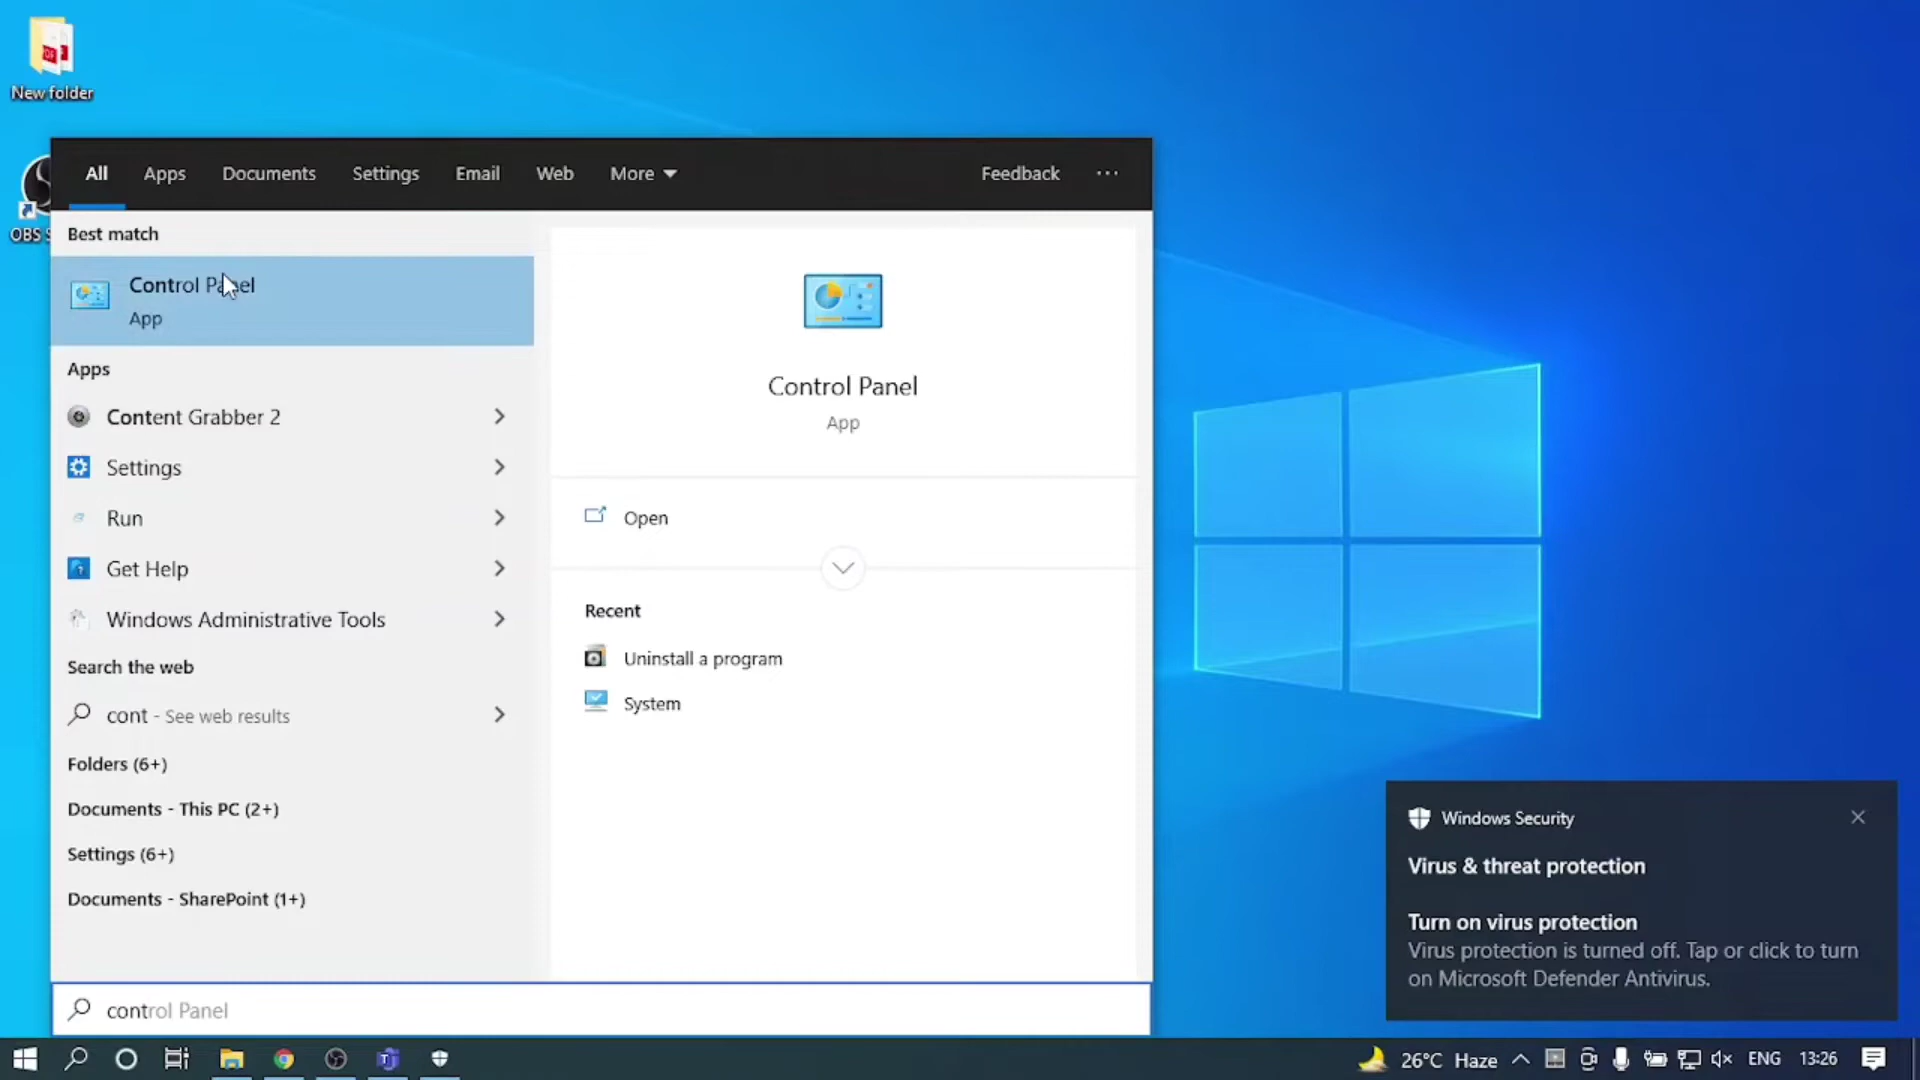 New folder
OBS S
All Apps Documents Settings Email Web More Feedback ...
Best match
Control Panel
App
Apps
Content Grabber 2
Settings
Run
Get Help
Windows Administrative Tools
Search the web
cont - See web results
Folders (6+)
Documents - This PC (2+)
Settings (6+)
Documents - SharePoint (1+)
Control Panel
App
Open
Recent
Uninstall a program
System
control Panel
Windows Security
Virus & threat protection
Turn on virus protection
Virus protection is turned off. Tap or click to turn
on Microsoft Defender Antivirus.
26°C Haze ENG 13:26